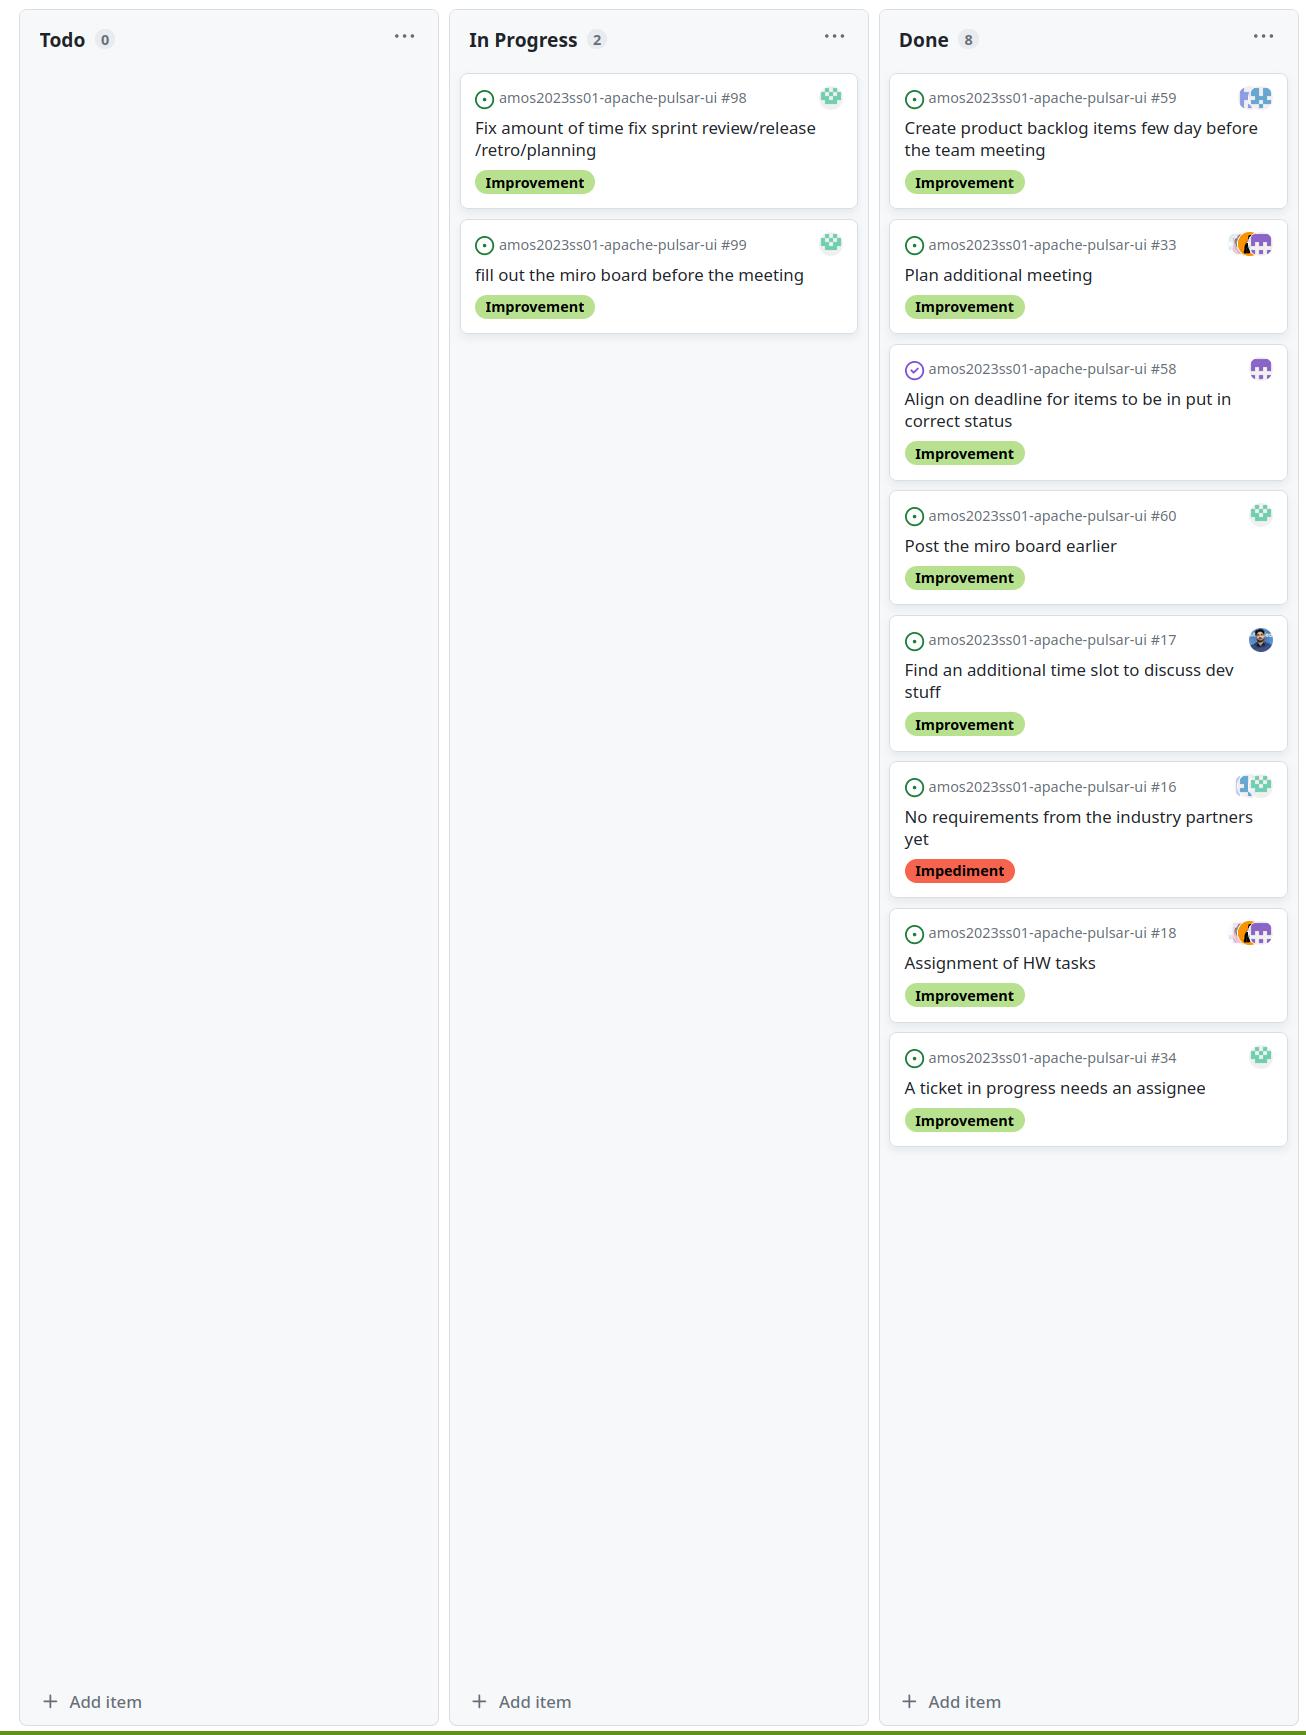 Todo 0
In Progress 2
amos2023ss01-apache-pulsar-ui #98
Fix amount of time fix sprint review/release
/retro/planning
Improvement
amos2023ss01-apache-pulsar-ui #99
fill out the miro board before the meeting
Improvement
Done 8
amos2023ss01-apache-pulsar-ui #59
Create product backlog items few day before
the team meeting
Improvement
amos2023ss01-apache-pulsar-ui #33
Plan additional meeting
Improvement
amos2023ss01-apache-pulsar-ui #58
Align on deadline for items to be in put in
correct status
Improvement
amos2023ss01-apache-pulsar-ui #60
Post the miro board earlier
Improvement
amos2023ss01-apache-pulsar-ui #17
Find an additional time slot to discuss dev
stuff
Improvement
amos2023ss01-apache-pulsar-ui #16
No requirements from the industry partners
yet
Impediment
amos2023ss01-apache-pulsar-ui #18
Assignment of HW tasks
Improvement
amos2023ss01-apache-pulsar-ui #34
A ticket in progress needs an assignee
Improvement
Add item
Add item
Add item